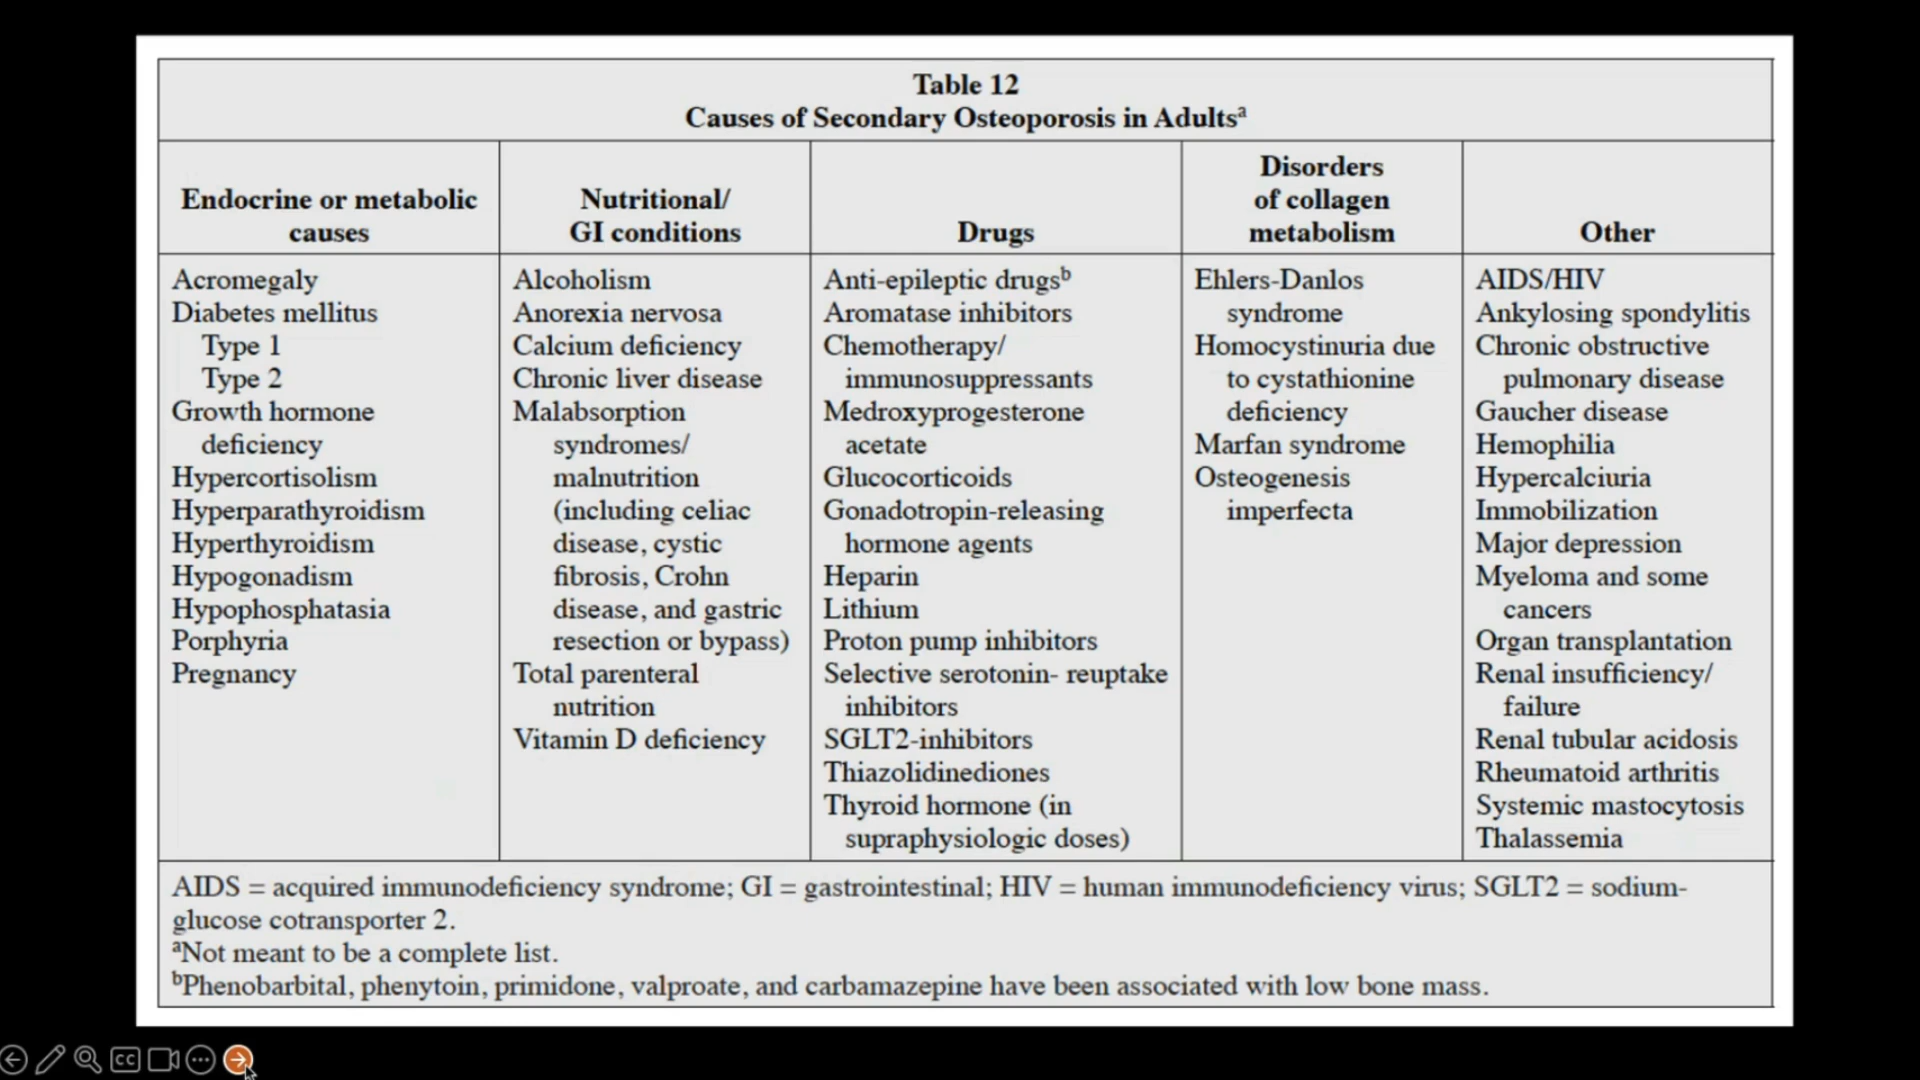 Table 12
Causes of Secondary Osteoporosis in Adultsa
Endocrine or metabolic
causes
Nutritional/
GI conditions
Drugs
Disorders
of collagen
metabolism
Other
Acromegaly
Diabetes mellitus
Type 1
Type 2
Growth hormone
deficiency
Hypercortisolism
Hyperparathyroidism
Hyperthyroidism
Hypogonadism
Hypophosphatasia
Porphyria
Pregnancy
Alcoholism
Anorexia nervosa
Calcium deficiency
Chronic liver disease
Malabsorption
syndromes/
malnutrition
(including celiac
disease, cystic
fibrosis, Crohn
disease, and gastric
resection or bypass)
Total parenteral
nutrition
Vitamin D deficiency
Anti-epileptic drugsb
Aromatase inhibitors
Chemotherapy/
immunosuppressants
Medroxyprogesterone
acetate
Glucocorticoids
Gonadotropin-releasing
hormone agents
Heparin
Lithium
Proton pump inhibitors
Selective serotonin- reuptake
inhibitors
SGLT2-inhibitors
Thiazolidinediones
Thyroid hormone (in
supraphysiologic doses)
Ehlers-Danlos
syndrome
Homocystinuria due
to cystathionine
deficiency
Marfan syndrome
Osteogenesis
imperfecta
AIDS/HIV
Ankylosing spondylitis
Chronic obstructive
pulmonary disease
Gaucher disease
Hemophilia
Hypercalciuria
Immobilization
Major depression
Myeloma and some
cancers
Organ transplantation
Renal insufficiency/
failure
Renal tubular acidosis
Rheumatoid arthritis
Systemic mastocytosis
Thalassemia
AIDS = acquired immunodeficiency syndrome; GI = gastrointestinal; HIV = human immunodeficiency virus; SGLT2 = sodium-
glucose cotransporter 2.
aNot meant to be a complete list.
bPhenobarbital, phenytoin, primidone, valproate, and carbamazepine have been associated with low bone mass.
CC